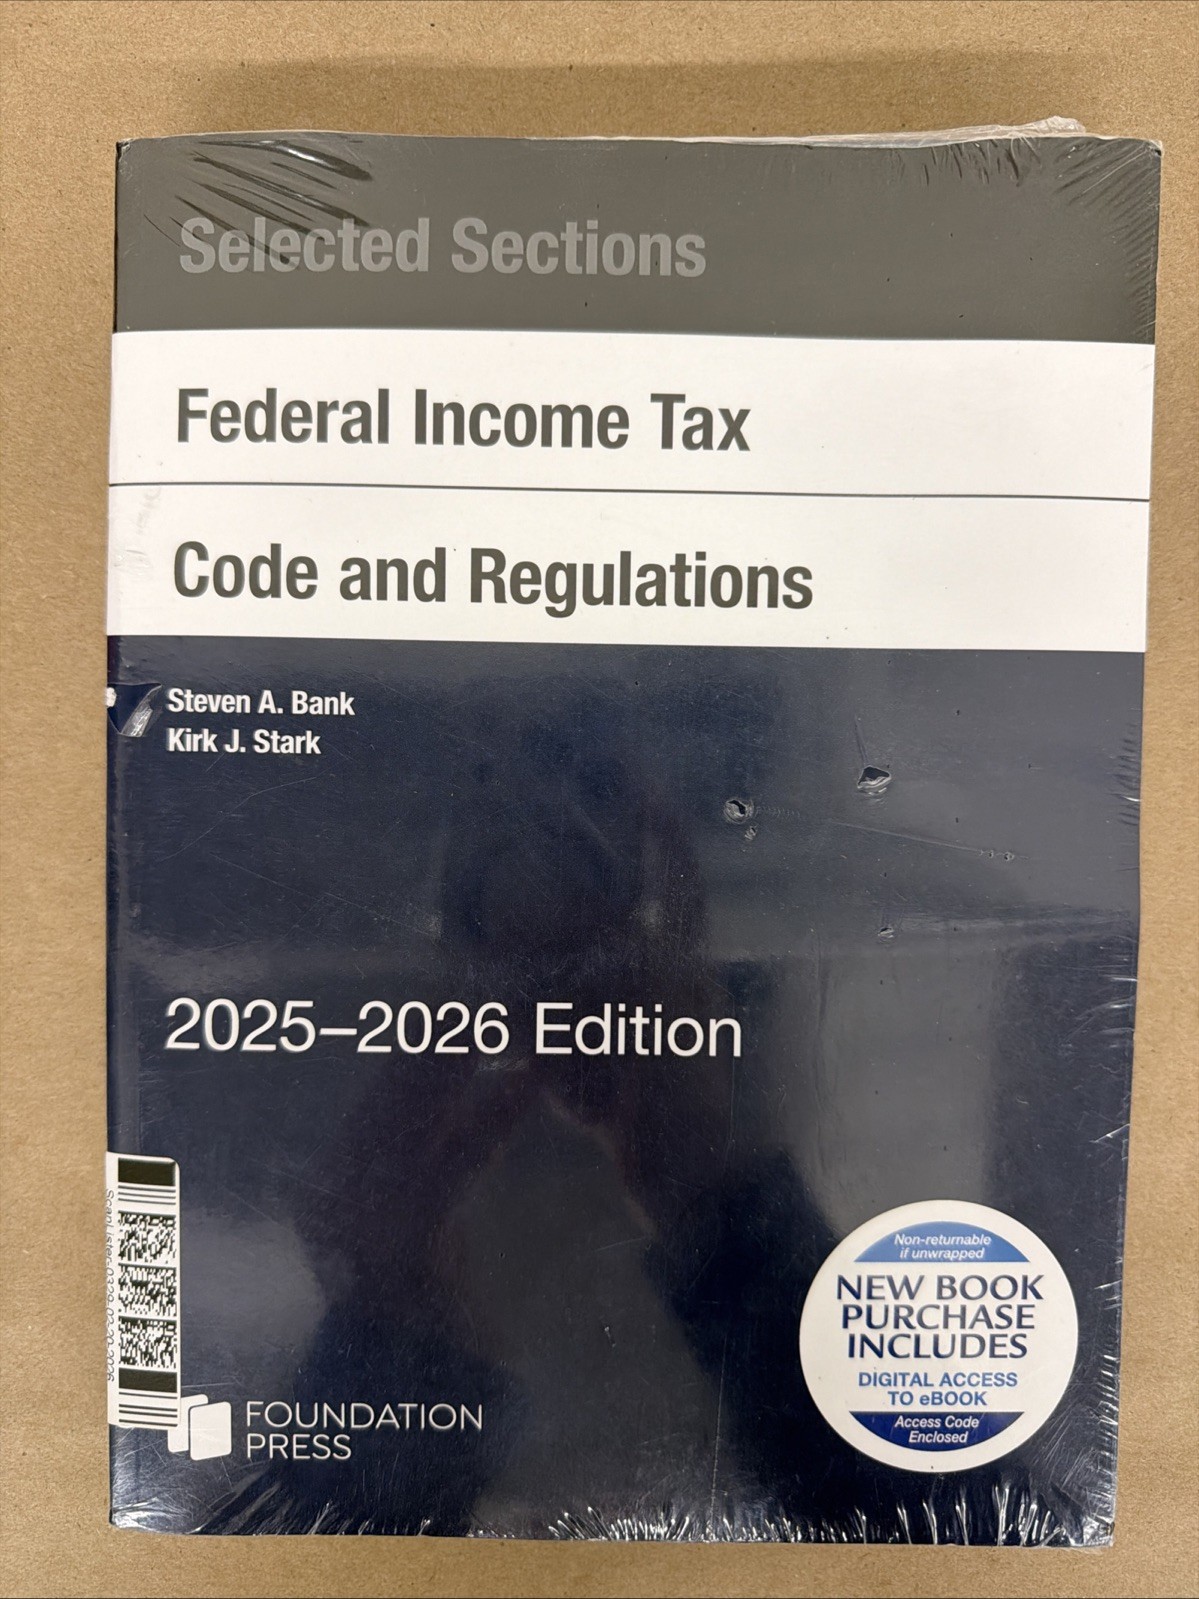 Selected Sections
Federal Income Tax
Code and Regulations
Steven A. Bank
Kirk J. Stark
2025–2026 Edition
FOUNDATION
PRESS
Non-returnable
if unwrapped
NEW BOOK
PURCHASE
INCLUDES
DIGITAL ACCESS
TO eBOOK
Access Code
Enclosed